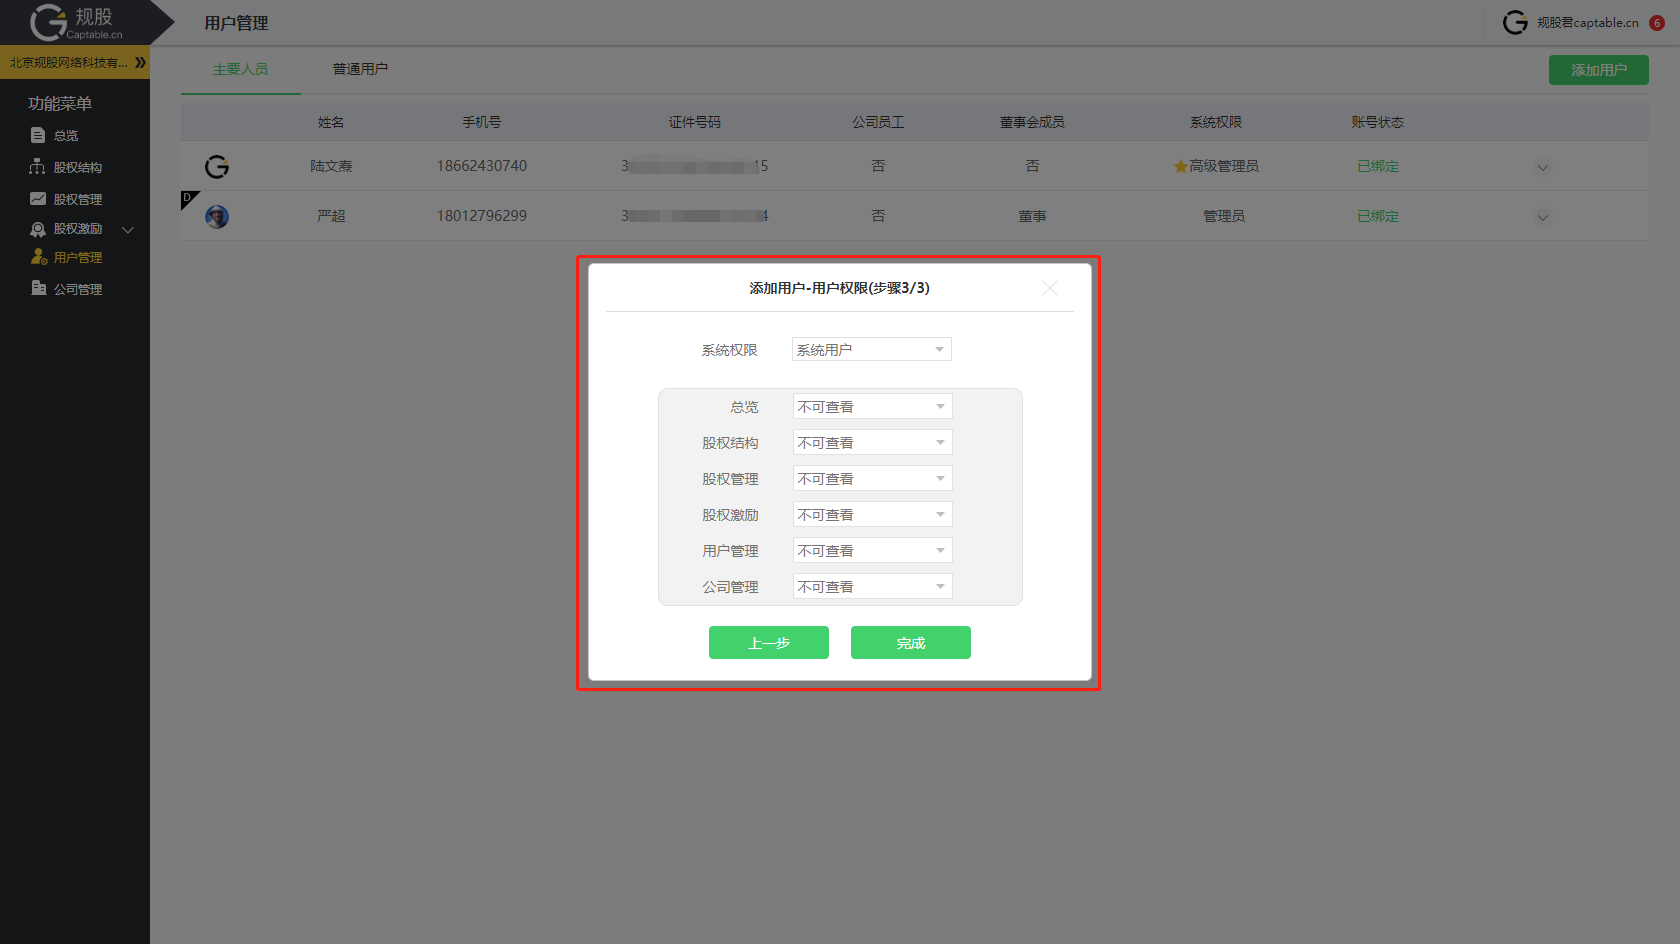 规股
Captable.cn
用户管理
规股君captable.cn
6
北京规股网络科技有...
功能菜单
总览
股权结构
股权管理
股权激励
用户管理
公司管理
主要人员
普通用户
添加用户
姓名 手机号 证件号码 公司员工 董事会成员 系统权限 账号状态
陆文焘 18662430740 3 15 否 否 高级管理员 已绑定
D
严超 18012796299 3 4 否 董事 管理员 已绑定
添加用户-用户权限(步骤3/3)
系统权限 系统用户
总览 不可查看
股权结构 不可查看
股权管理 不可查看
股权激励 不可查看
用户管理 不可查看
公司管理 不可查看
上一步 完成